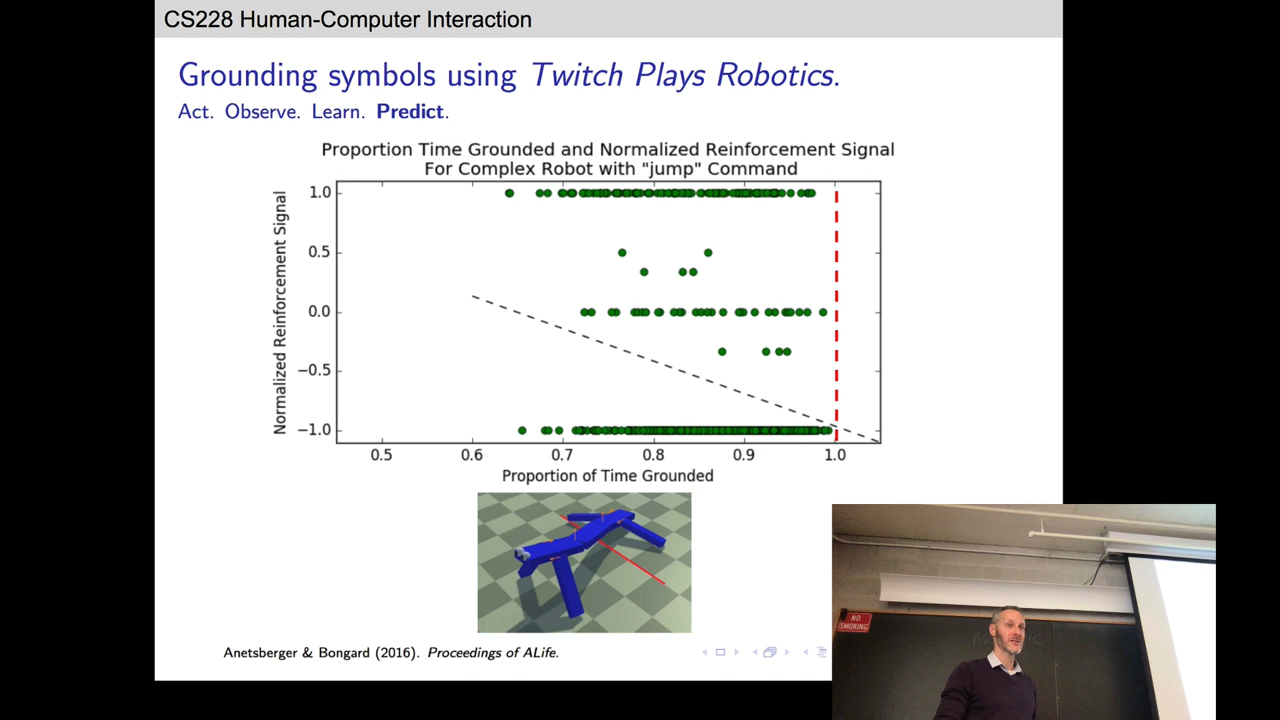 CS228 Human-Computer Interaction
Grounding symbols using Twitch Plays Robotics.
Act. Observe. Learn. Predict.
Proportion Time Grounded and Normalized Reinforcement Signal
For Complex Robot with "jump" Command
Normalized Reinforcement Signal
1.0
0.5
0.0
−0.5
−1.0
0.5 0.6 0.7 0.8 0.9 1.0
Proportion of Time Grounded
Anetsberger & Bongard (2016). Proceedings of ALife.
NO
SMOKING